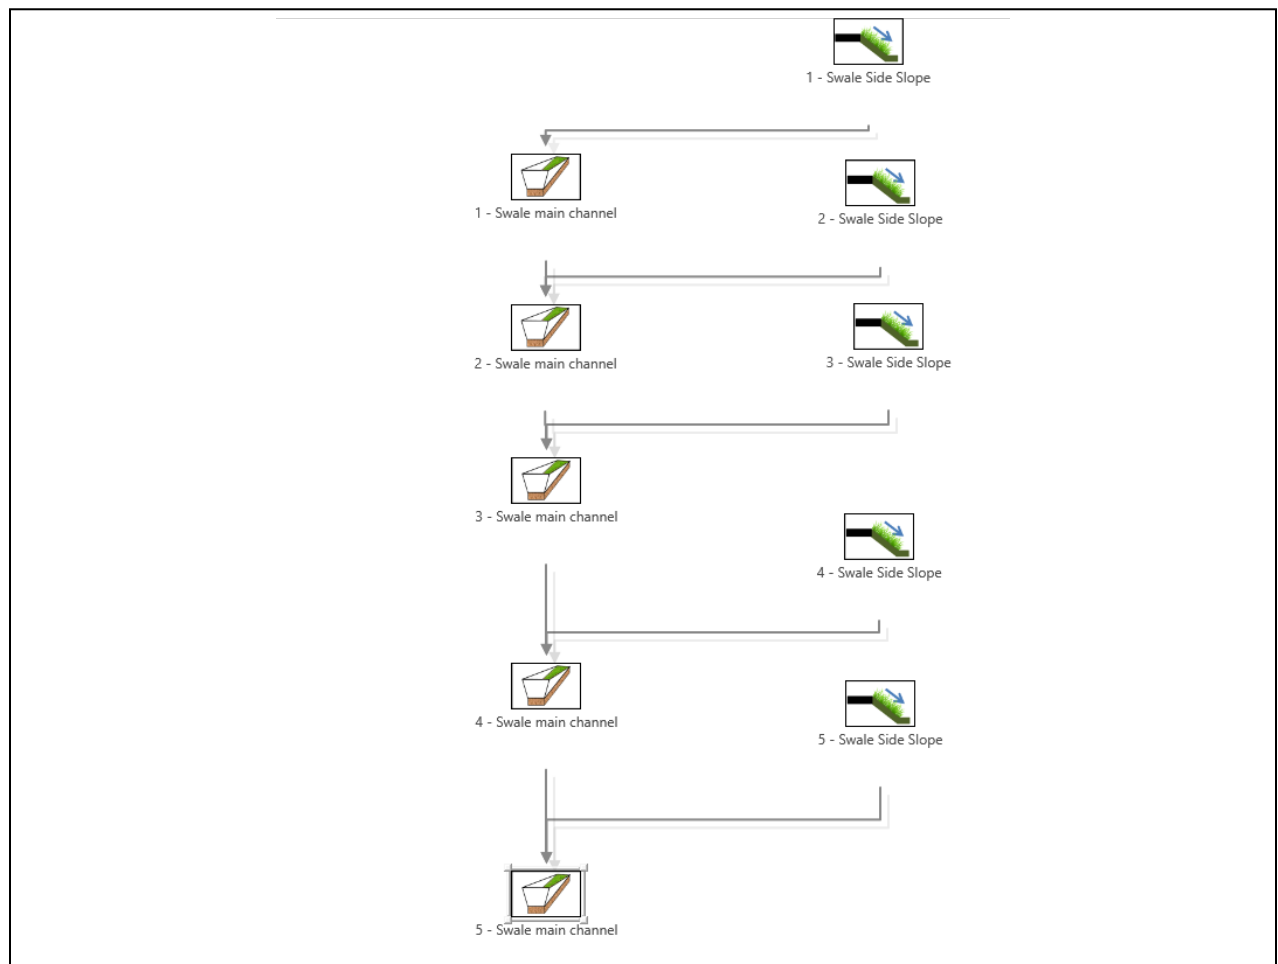 1 - Swale Side Slope
1 - Swale main channel
2 - Swale Side Slope
2 - Swale main channel
3 - Swale Side Slope
3 - Swale main channel
4 - Swale Side Slope
4 - Swale main channel
5 - Swale Side Slope
5 - Swale main channel